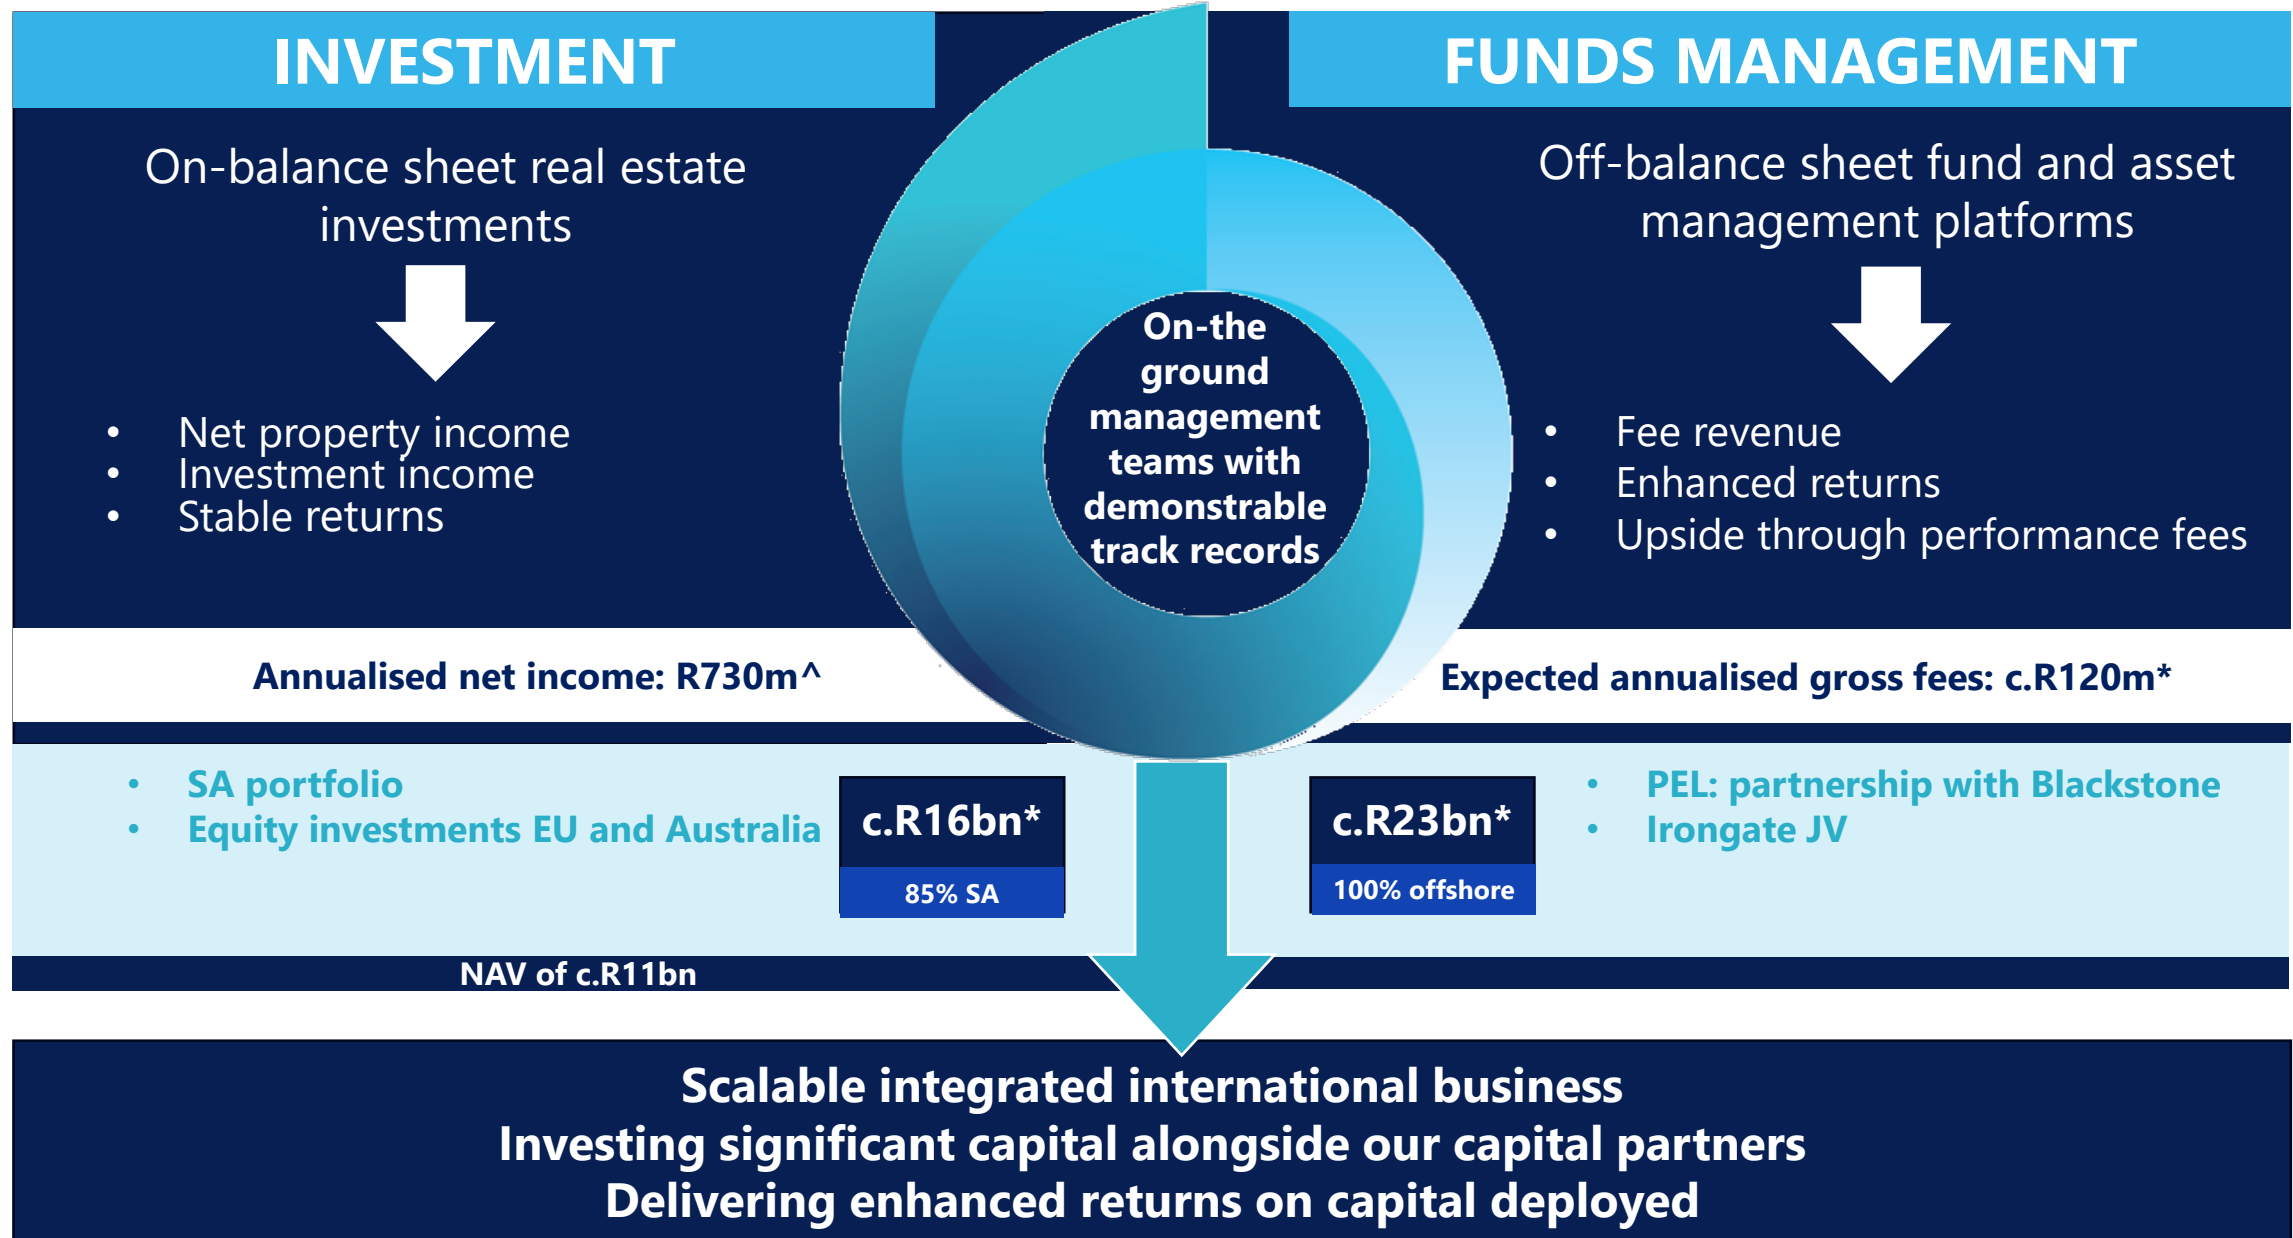 INVESTMENT
On-balance sheet real estate
investments
• Net property income
• Investment income
• Stable returns
Annualised net income: R730m^
• SA portfolio
• Equity investments EU and Australia
c.R16bn*
85% SA
NAV of c.R11bn
On-the
ground
management
teams with
demonstrable
track records
FUNDS MANAGEMENT
Off-balance sheet fund and asset
management platforms
• Fee revenue
• Enhanced returns
• Upside through performance fees
Expected annualised gross fees: c.R120m*
c.R23bn*
100% offshore
• PEL: partnership with Blackstone
• Irongate JV
Scalable integrated international business
Investing significant capital alongside our capital partners
Delivering enhanced returns on capital deployed